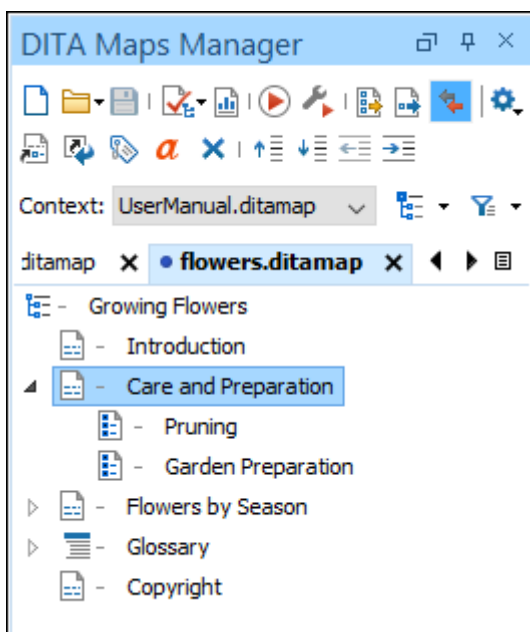 DITA Maps Manager
Context: UserManual.ditamap
ditamap flowers.ditamap
Growing Flowers
Introduction
Care and Preparation
Pruning
Garden Preparation
Flowers by Season
Glossary
Copyright